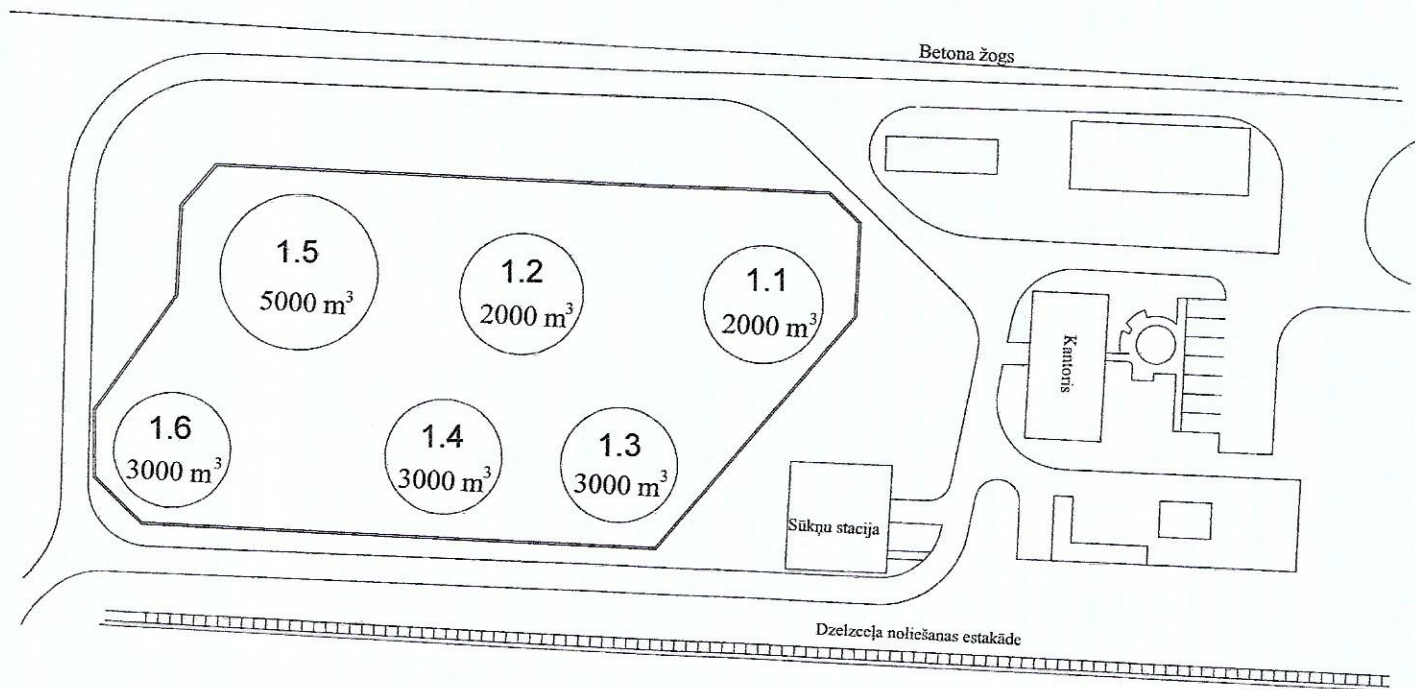 Betona žogs
1.5
5000 m³
1.2
2000 m³
1.1
2000 m³
Kantoris
1.6
3000 m³
1.4
3000 m³
1.3
3000 m³
Sūkņu stacija
Dzelzceļa noliešanas estakāde